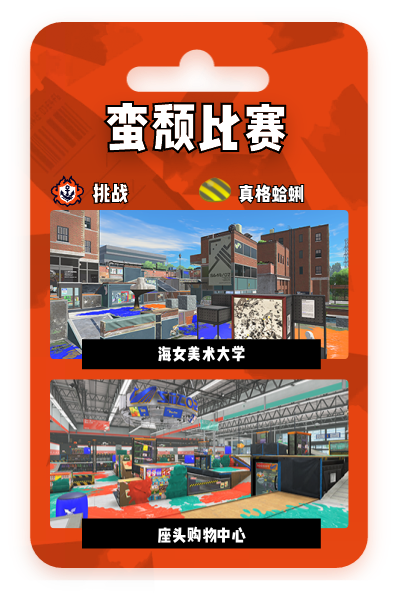 蛮颓比赛
挑战
真格蛤蜊
海女美术大学
座头购物中心